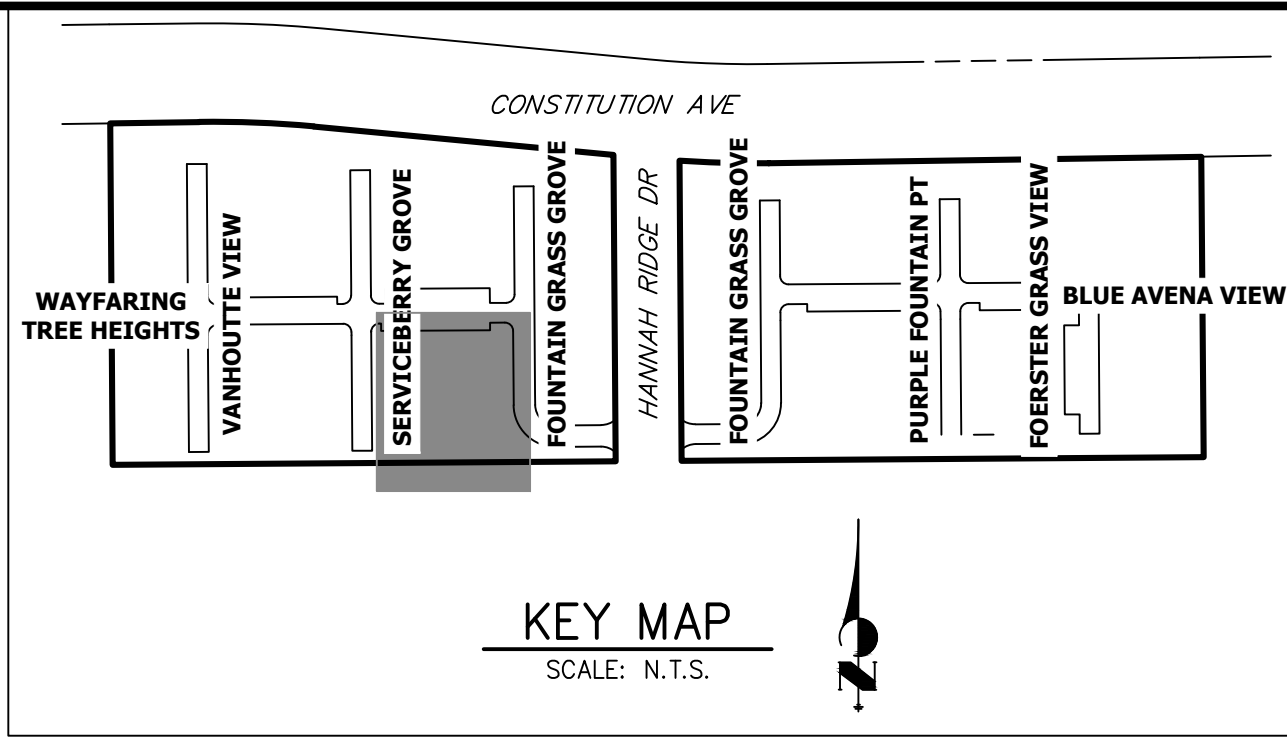 CONSTITUTION AVE
WAYFARING
TREE HEIGHTS
VANHOUTTE VIEW
SERVICEBERRY GROVE
FOUNTAIN GRASS GROVE
HANNAH RIDGE DR
FOUNTAIN GRASS GROVE
PURPLE FOUNTAIN PT
FOERSTER GRASS VIEW
BLUE AVENA VIEW
KEY MAP
SCALE: N.T.S.
N